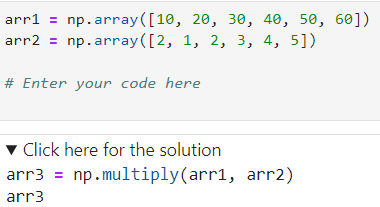 arr1 = np.array([10, 20, 30, 40, 50, 60])
arr2 = np.array([2, 1, 2, 3, 4, 5])
# Enter your code here
▼ Click here for the solution
arr3 = np.multiply(arr1, arr2)
arr3